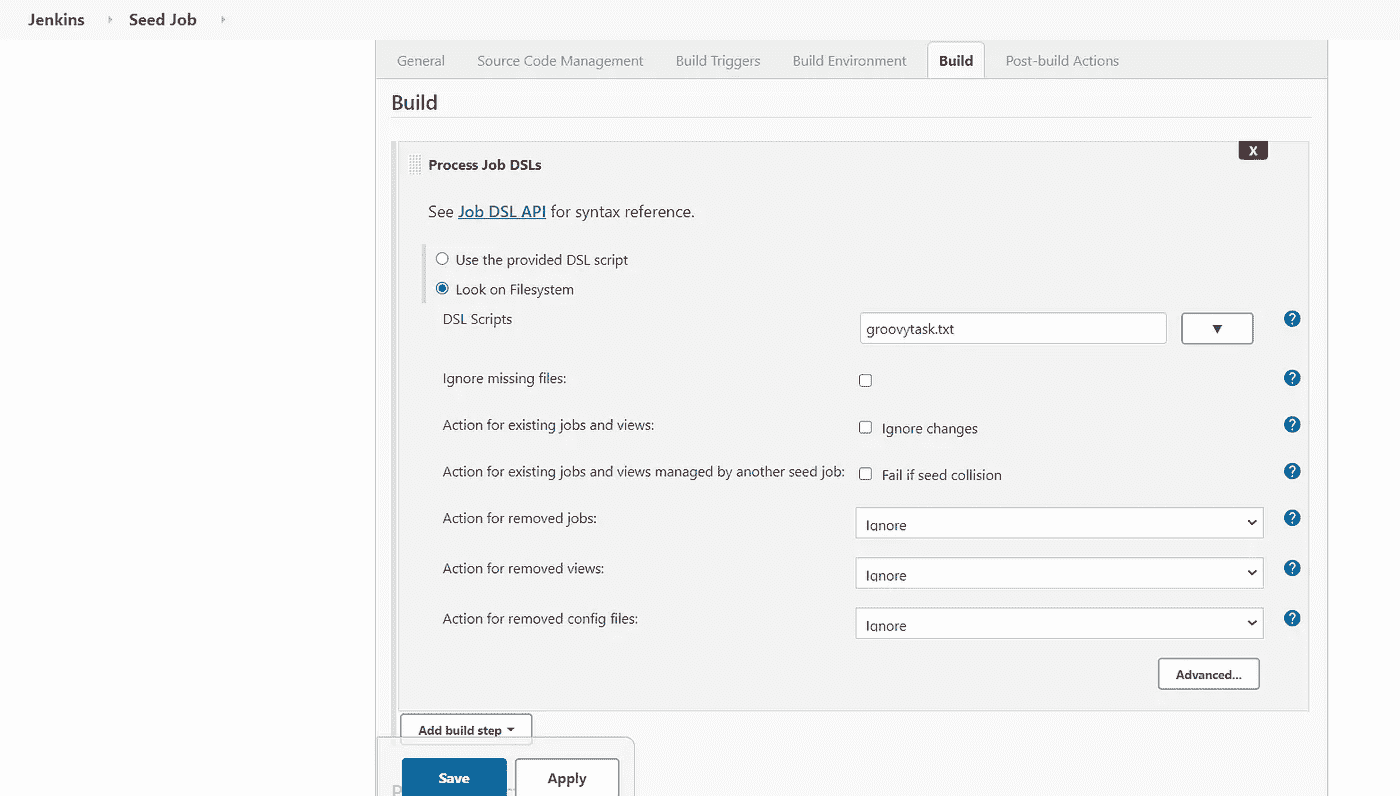 Jenkins Seed Job
General Source Code Management Build Triggers Build Environment Build Post-build Actions
Build
X
Process Job DSLs
See Job DSL API for syntax reference.
Use the provided DSL script
Look on Filesystem
DSL Scripts groovytask.txt ?
Ignore missing files: ?
Action for existing jobs and views: Ignore changes ?
Action for existing jobs and views managed by another seed job: Fail if seed collision ?
Action for removed jobs: Ignore ?
Action for removed views: Ignore ?
Action for removed config files: Ignore ?
Advanced...
Add build step
Save Apply